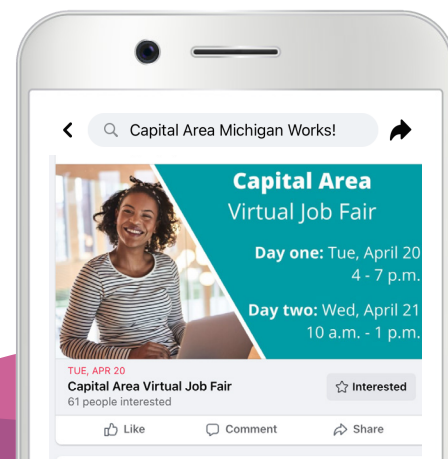 Capital Area Michigan Works!
Capital Area
Virtual Job Fair
Day one: Tue, April 20
4 - 7 p.m.
Day two: Wed, April 21
10 a.m. - 1 p.m.
TUE, APR 20
Capital Area Virtual Job Fair
61 people interested
Interested
Like
Comment
Share